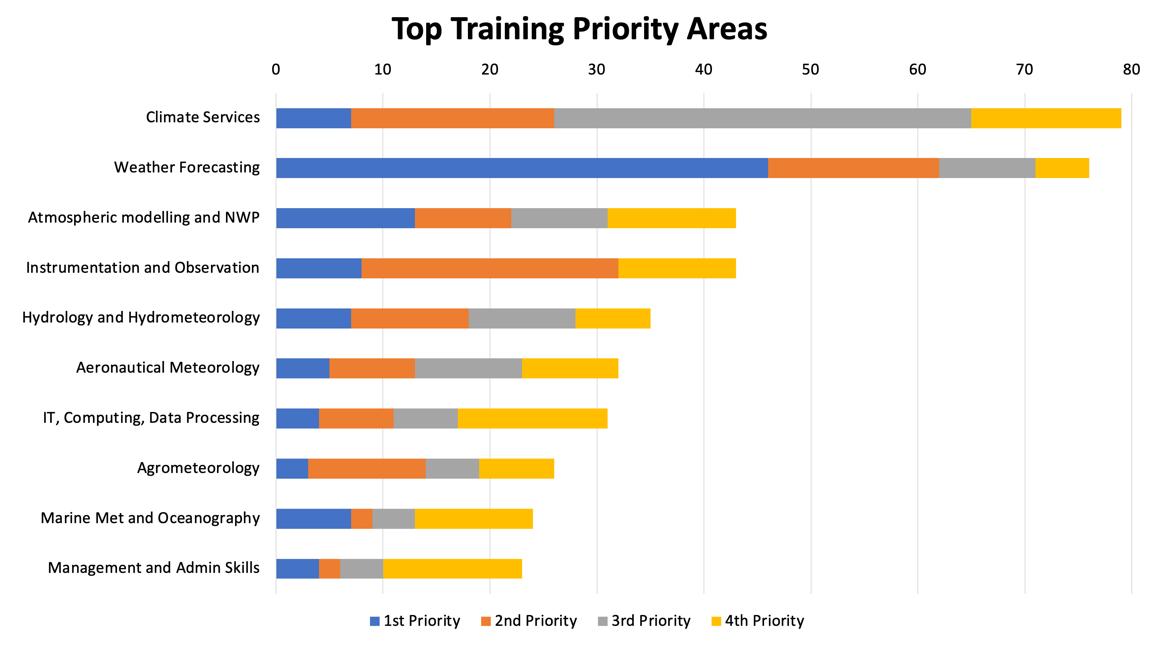 Top Training Priority Areas
0 10 20 30 40 50 60 70 80
Climate Services
Weather Forecasting
Atmospheric modelling and NWP
Instrumentation and Observation
Hydrology and Hydrometeorology
Aeronautical Meteorology
IT, Computing, Data Processing
Agrometeorology
Marine Met and Oceanography
Management and Admin Skills
1st Priority 2nd Priority 3rd Priority 4th Priority